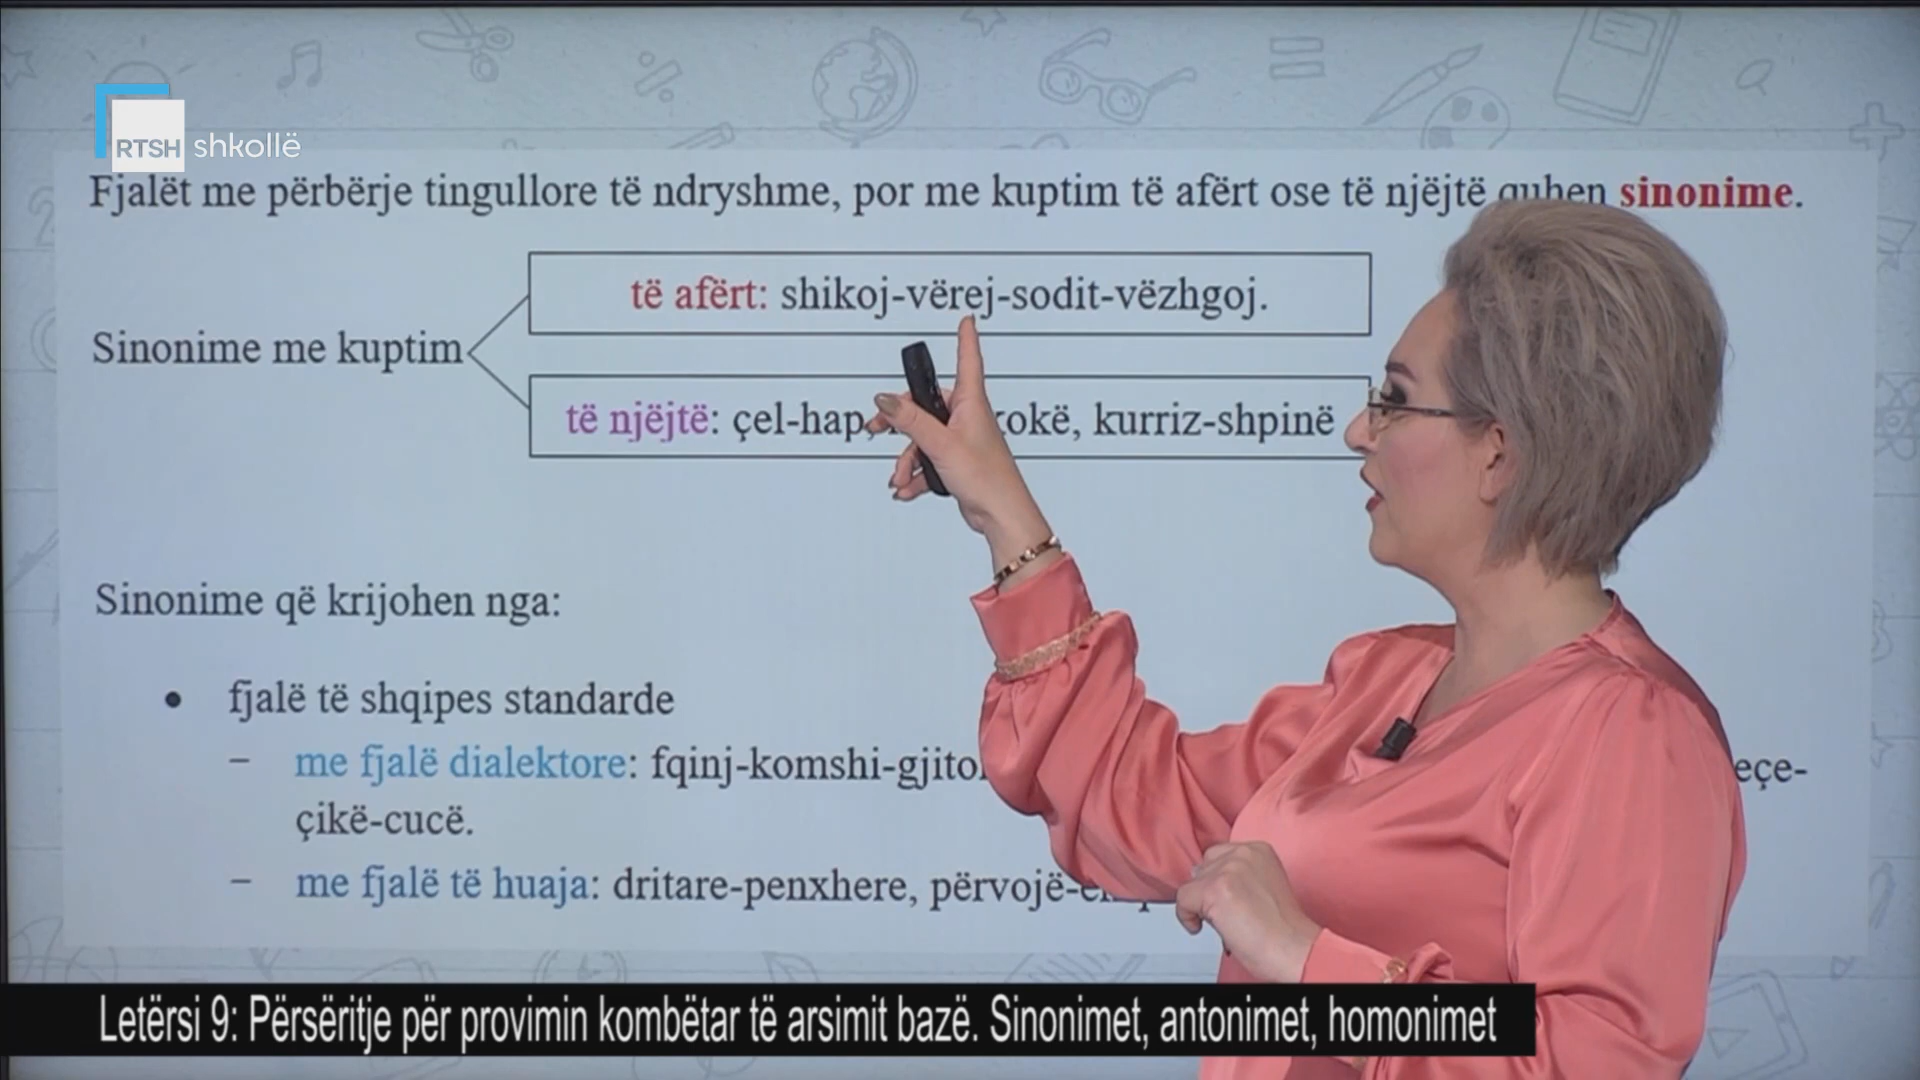 RTSH shkollë
Fjalët me përbërje tingullore të ndryshme, por me kuptim të afërt ose të njëjtë quhen sinonime.
të afërt: shikoj-vërej-sodit-vëzhgoj.
Sinonime me kuptim
të njëjtë: çel-hap, kurriz-shpinë
Sinonime që krijohen nga:
• fjalë të shqipes standarde
– me fjalë dialektore: fqinj-komshi-
çikë-cucë.
– me fjalë të huaja: dritare-penxhere,
Letërsi 9: Përsëritje për provimin kombëtar të arsimit bazë. Sinonimet, antonimet, homonimet